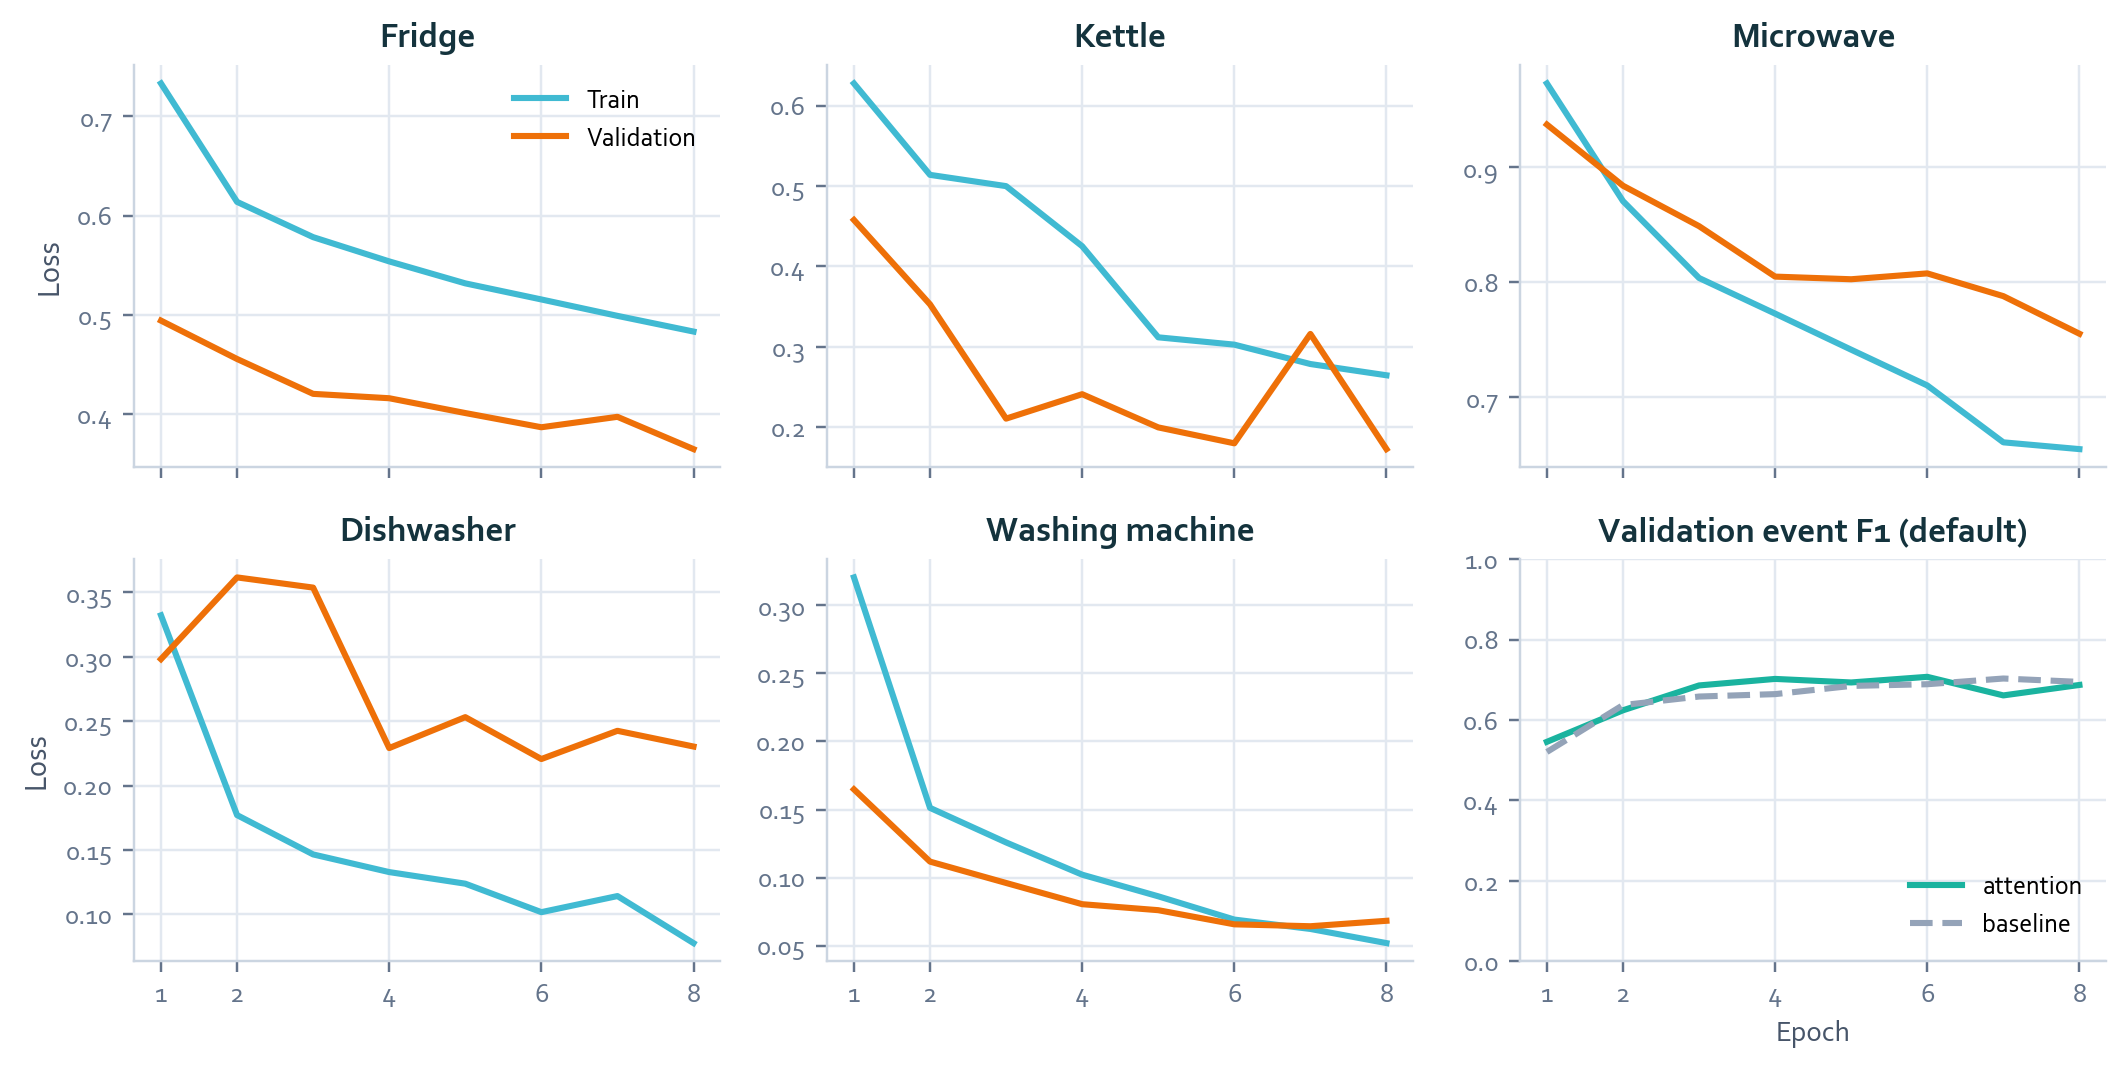 Fridge
Loss
0.7
0.6
0.5
0.4
Train
Validation
Kettle
0.6
0.5
0.4
0.3
0.2
Microwave
0.9
0.8
0.7
Dishwasher
Loss
0.35
0.30
0.25
0.20
0.15
0.10
1 2 4 6 8
Washing machine
0.30
0.25
0.20
0.15
0.10
0.05
1 2 4 6 8
Validation event F1 (default)
1.0
0.8
0.6
0.4
0.2
0.0
attention
baseline
1 2 4 6 8
Epoch